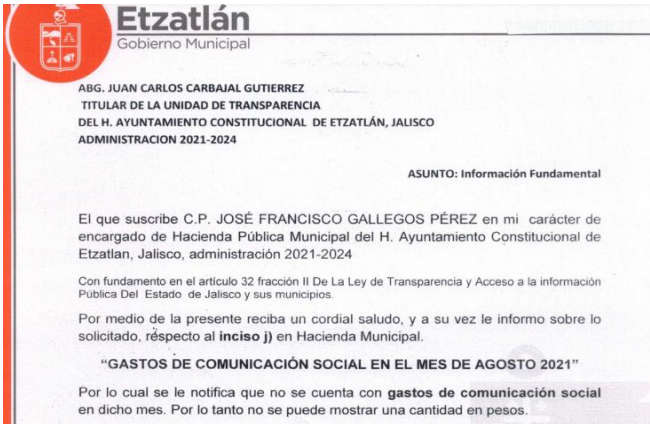 Etzatlán
Gobierno Municipal
ABG. JUAN CARLOS CARBAJAL GUTIERREZ
TITULAR DE LA UNIDAD DE TRANSPARENCIA
DEL H. AYUNTAMIENTO CONSTITUCIONAL DE ETZATLÁN, JALISCO
ADMINISTRACION 2021-2024
ASUNTO: Información Fundamental
El que suscribe C.P. JOSÉ FRANCISCO GALLEGOS PÉREZ en mi carácter de
encargado de Hacienda Pública Municipal del H. Ayuntamiento Constitucional de
Etzatlan, Jalisco, administración 2021-2024
Con fundamento en el artículo 32 fracción II De La Ley de Transparencia y Acceso a la información
Pública Del Estado de Jalisco y sus municipios.
Por medio de la presente reciba un cordial saludo, y a su vez le informo sobre lo
solicitado, respecto al inciso j) en Hacienda Municipal.
“GASTOS DE COMUNICACIÓN SOCIAL EN EL MES DE AGOSTO 2021”
Por lo cual se le notifica que no se cuenta con gastos de comunicación social
en dicho mes. Por lo tanto no se puede mostrar una cantidad en pesos.